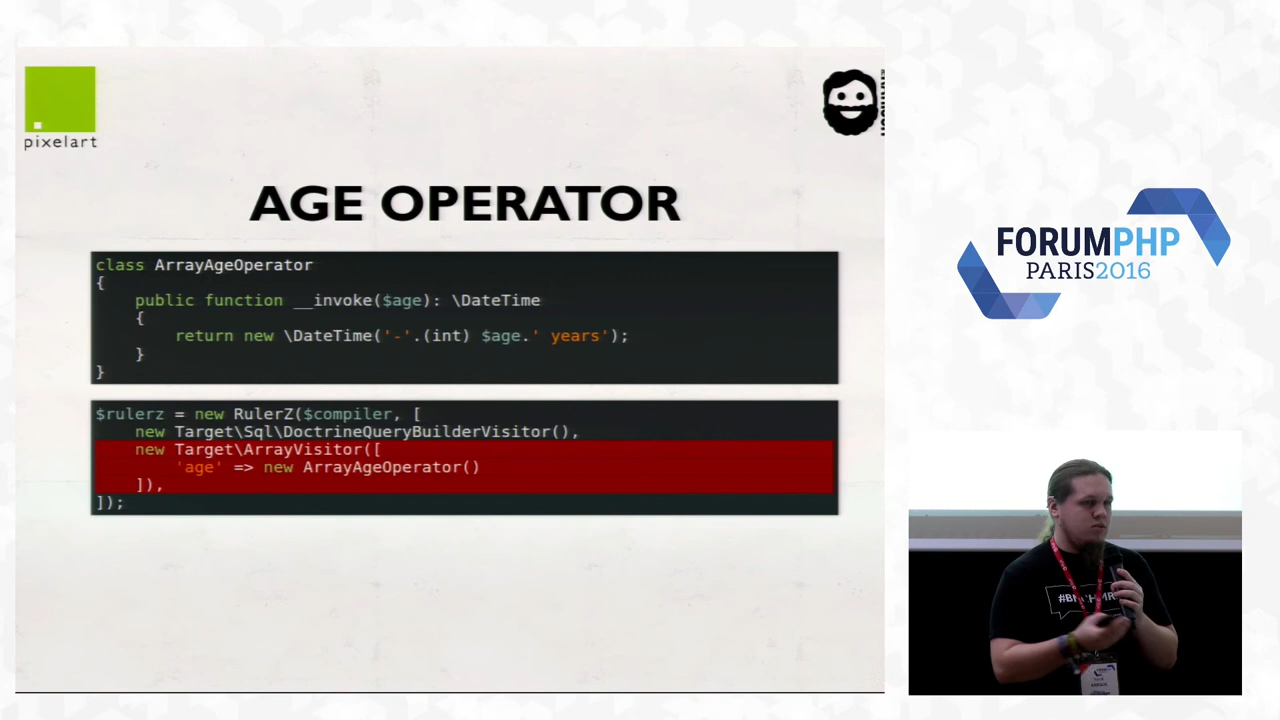 pixelart
AGE OPERATOR
class ArrayAgeOperator
{
    public function __invoke($age): \DateTime
    {
        return new \DateTime('-'.(int) $age.' years');
    }
}
$rulerz = new RulerZ($compiler, [
    new Target\Sql\DoctrineQueryBuilderVisitor(),
    new Target\ArrayVisitor([
        'age' => new ArrayAgeOperator()
    ]),
]);
FORUMPHP
PARIS2016